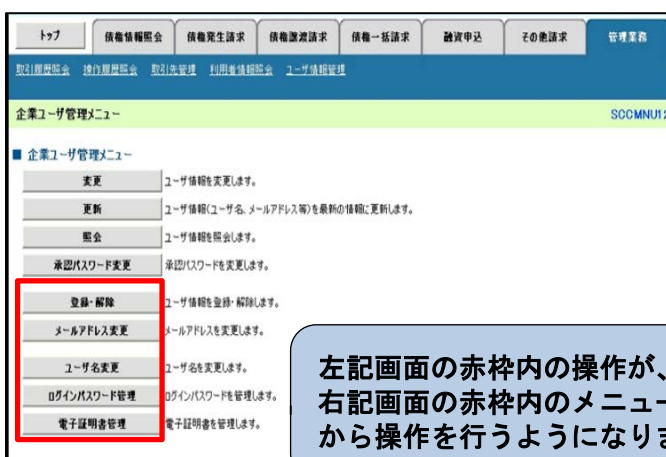 トップ 債権情報照会 債権発生請求 債権譲渡請求 債権一括請求 融資申込 その他請求 管理業務
取引履歴照会 操作履歴照会 取引先管理 利用者情報照会 ユーザ情報管理
企業ユーザ管理メニュー SCCMNU12
■ 企業ユーザ管理メニュー
変更 ユーザ情報を変更します。
更新 ユーザ情報(ユーザ名、メールアドレス等)を最新の情報に更新します。
照会 ユーザ情報を照会します。
承認パスワード変更 承認パスワードを変更します。
登録・解除 ユーザ情報を登録・解除します。
メールアドレス変更 メールアドレスを変更します。
ユーザ名変更 ユーザ名を変更します。
ログインパスワード管理 ログインパスワードを管理します。
電子証明書管理 電子証明書を管理します。
左記画面の赤枠内の操作が、
右記画面の赤枠内のメニュー
から操作を行うようになりま